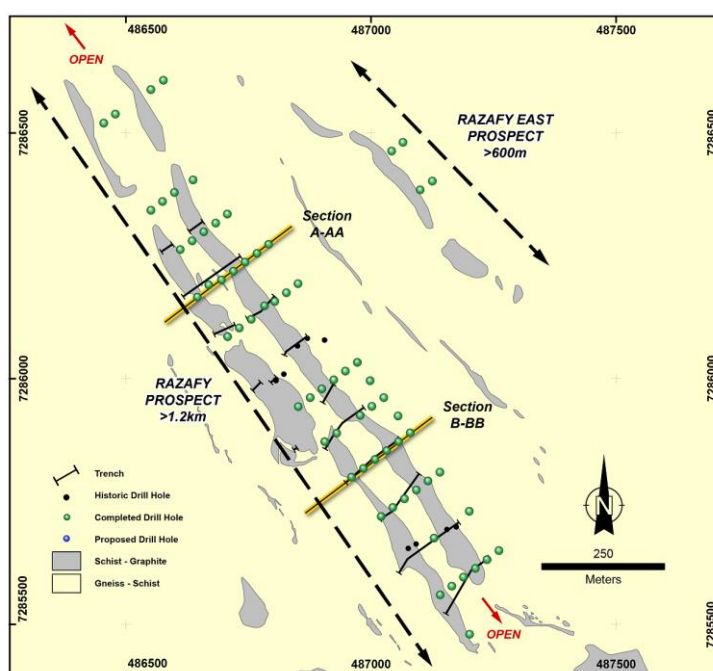 486500
487000
487500
OPEN
7286500
7286500
RAZAFY EAST
PROSPECT
>600m
Section
A-AA
7286000
7286000
RAZAFY
PROSPECT
>1.2km
Section
B-BB
Trench
Historic Drill Hole
Completed Drill Hole
Proposed Drill Hole
Schist - Graphite
Gneiss - Schist
N
250
Meters
7285500
7285500
OPEN
486500
487000
487500